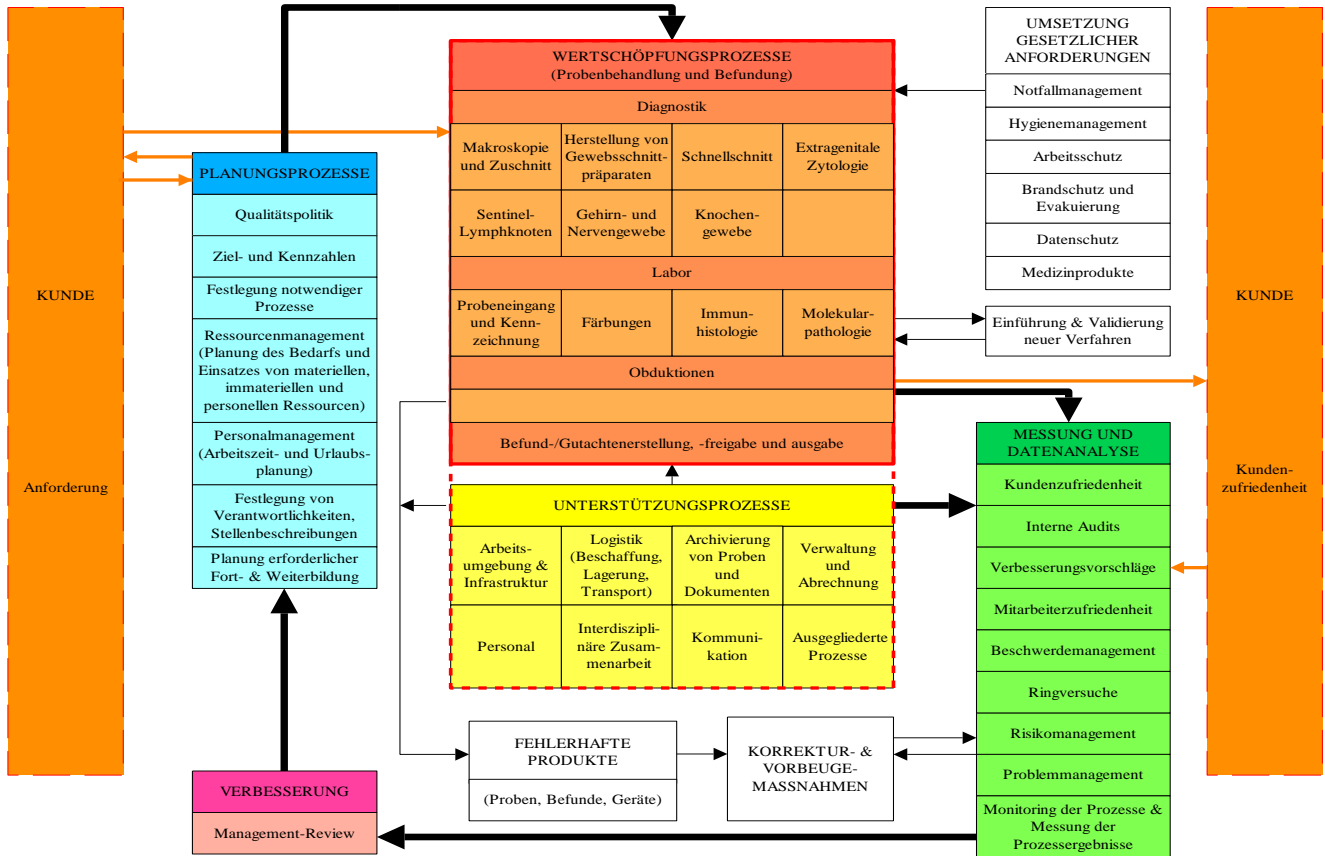 KUNDE
Anforderung
PLANUNGSPROZESSE
Qualitätspolitik
Ziel- und Kennzahlen
Festlegung notwendiger
Prozesse
Ressourcenmanagement
(Planung des Bedarfs und
Einsatzes von materiellen,
immateriellen und
personellen Ressourcen)
Personalmanagement
(Arbeitszeit- und Urlaubs-
planung)
Festlegung von
Verantwortlichkeiten,
Stellenbeschreibungen
Planung erforderlicher
Fort- & Weiterbildung
VERBESSERUNG
Management-Review
WERTSCHÖPFUNGSPROZESSE
(Probenbehandlung und Befundung)
Diagnostik
Makroskopie
und Zuschnitt
Herstellung von
Gewebsschnitt-
präparaten
Schnellschnitt
Extragenitale
Zytologie
Sentinel-
Lymphknoten
Gehirn- und
Nervengewebe
Knochen-
gewebe
Labor
Probeneingang
und Kenn-
zeichnung
Färbungen
Immun-
histologie
Molekular-
pathologie
Obduktionen
Befund-/Gutachtenerstellung, -freigabe und ausgabe
UNTERSTÜTZUNGSPROZESSE
Arbeits-
umgebung &
Infrastruktur
Logistik
(Beschaffung,
Lagerung,
Transport)
Archivierung
von Proben
und
Dokumenten
Verwaltung
und
Abrechnung
Personal
Interdiszipli-
näre Zusam-
menarbeit
Kommuni-
kation
Ausgegliederte
Prozesse
FEHLERHAFTE
PRODUKTE
(Proben, Befunde, Geräte)
KORREKTUR- &
VORBEUGE-
MASSNAHMEN
UMSETZUNG
GESETZLICHER
ANFORDERUNGEN
Notfallmanagement
Hygienemanagement
Arbeitsschutz
Brandschutz und
Evakuierung
Datenschutz
Medizinprodukte
Einführung & Validierung
neuer Verfahren
MESSUNG UND
DATENANALYSE
Kundenzufriedenheit
Interne Audits
Verbesserungsvorschläge
Mitarbeiterzufriedenheit
Beschwerdemanagement
Ringversuche
Risikomanagement
Problemmanagement
Monitoring der Prozesse &
Messung der
Prozessergebnisse
KUNDE
Kunden-
zufriedenheit